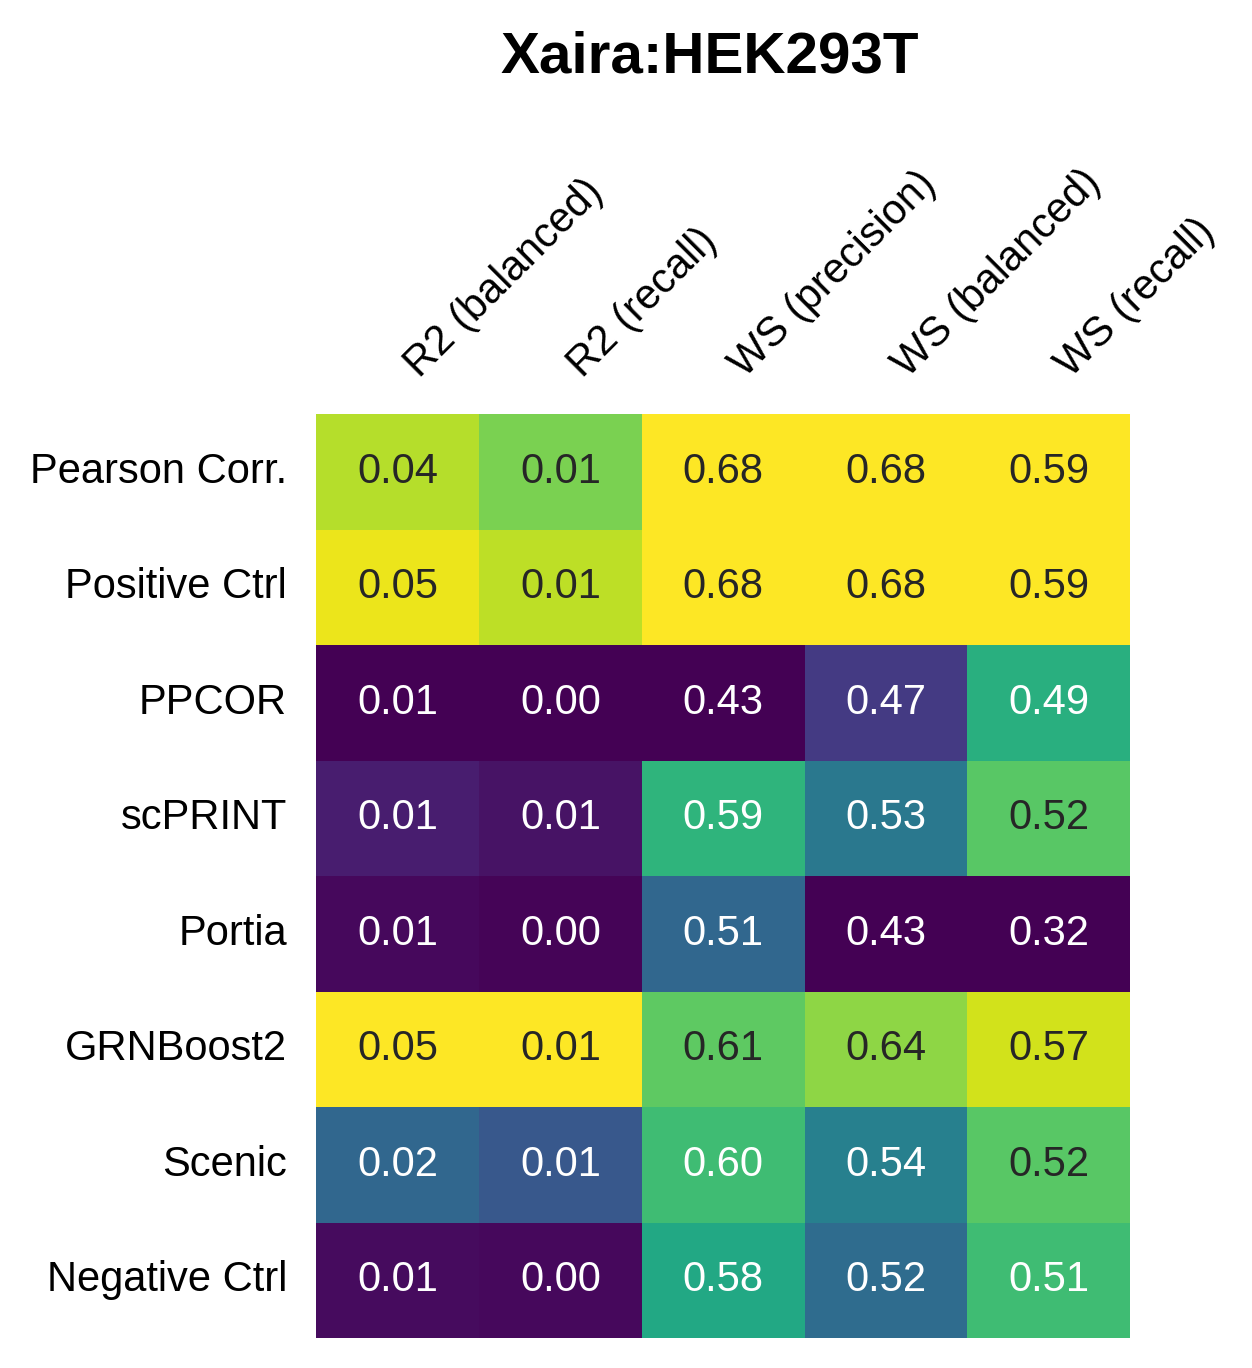 Xaira:HEK293T
R2 (balanced)
R2 (recall)
WS (precision)
WS (balanced)
WS (recall)
Pearson Corr. 0.04 0.01 0.68 0.68 0.59
Positive Ctrl 0.05 0.01 0.68 0.68 0.59
PPCOR 0.01 0.00 0.43 0.47 0.49
scPRINT 0.01 0.01 0.59 0.53 0.52
Portia 0.01 0.00 0.51 0.43 0.32
GRNBoost2 0.05 0.01 0.61 0.64 0.57
Scenic 0.02 0.01 0.60 0.54 0.52
Negative Ctrl 0.01 0.00 0.58 0.52 0.51